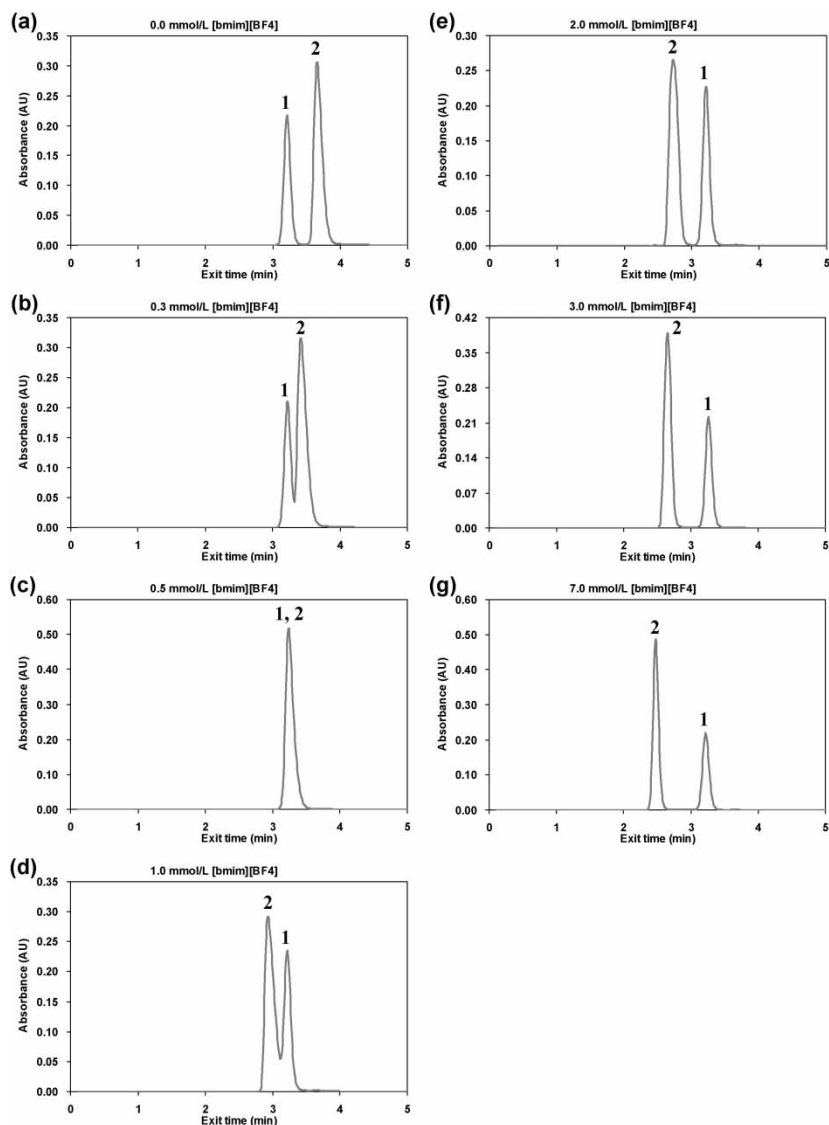 (a)
0.0 mmol/L [bmim][BF4]
0.35
0.30
0.25
0.20
0.15
0.10
0.05
0.00
Absorbance (AU)
1
2
0 1 2 3 4 5
Exit time (min)
(b)
0.3 mmol/L [bmim][BF4]
0.35
0.30
0.25
0.20
0.15
0.10
0.05
0.00
Absorbance (AU)
1
2
0 1 2 3 4 5
Exit time (min)
(c)
0.5 mmol/L [bmim][BF4]
0.60
0.50
0.40
0.30
0.20
0.10
0.00
Absorbance (AU)
1, 2
0 1 2 3 4 5
Exit time (min)
(d)
1.0 mmol/L [bmim][BF4]
0.35
0.30
0.25
0.20
0.15
0.10
0.05
0.00
Absorbance (AU)
2
1
0 1 2 3 4 5
Exit time (min)
(e)
2.0 mmol/L [bmim][BF4]
0.30
0.25
0.20
0.15
0.10
0.05
0.00
Absorbance (AU)
2
1
0 1 2 3 4 5
Exit time (min)
(f)
3.0 mmol/L [bmim][BF4]
0.42
0.35
0.28
0.21
0.14
0.07
0.00
Absorbance (AU)
2
1
0 1 2 3 4 5
Exit time (min)
(g)
7.0 mmol/L [bmim][BF4]
0.60
0.50
0.40
0.30
0.20
0.10
0.00
Absorbance (AU)
2
1
0 1 2 3 4 5
Exit time (min)